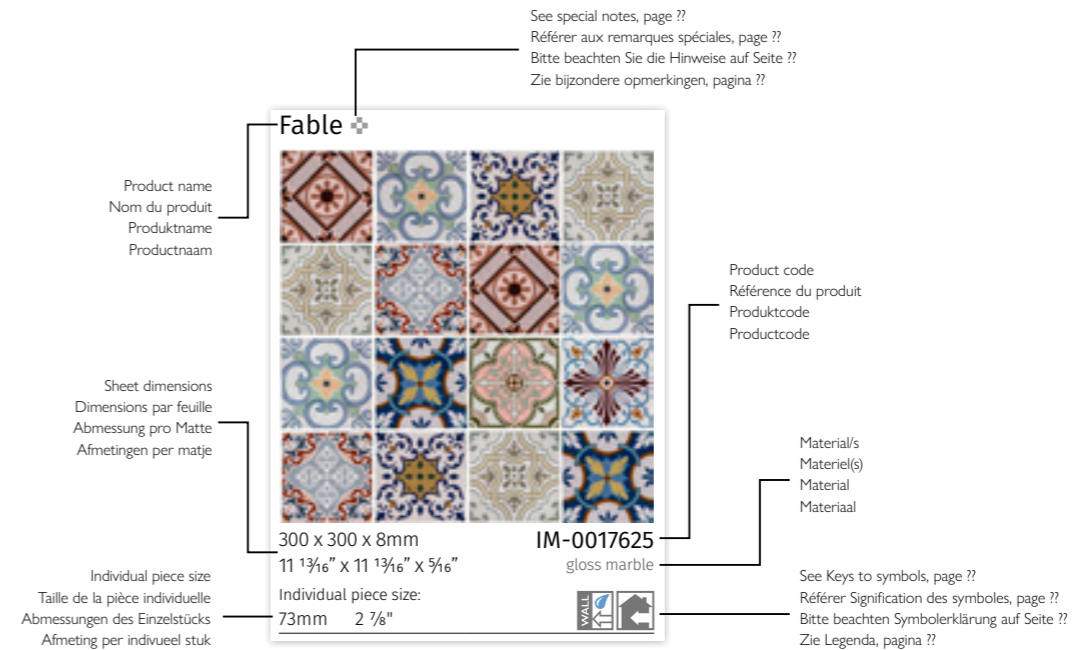 See special notes, page ??
Référer aux remarques spéciales, page ??
Bitte beachten Sie die Hinweise auf Seite ??
Zie bijzondere opmerkingen, pagina ??
Fable
Product name
Nom du produit
Produktname
Productnaam
Product code
Référence du produit
Produktcode
Productcode
Sheet dimensions
Dimensions par feuille
Abmessung pro Matte
Afmetingen per matje
Material/s
Materiel(s)
Material
Materiaal
300 x 300 x 8mm
IM-0017625
11 13⁄16” x 11 13⁄16” x 5⁄16”
gloss marble
Individual piece size
Taille de la pièce individuelle
Abmessungen des Einzelstücks
Afmeting per indivueel stuk
Individual piece size:
73mm 2 ⅞"
WALL
See Keys to symbols, page ??
Référer Signification des symboles, page ??
Bitte beachten Symbolerklärung auf Seite ??
Zie Legenda, pagina ??